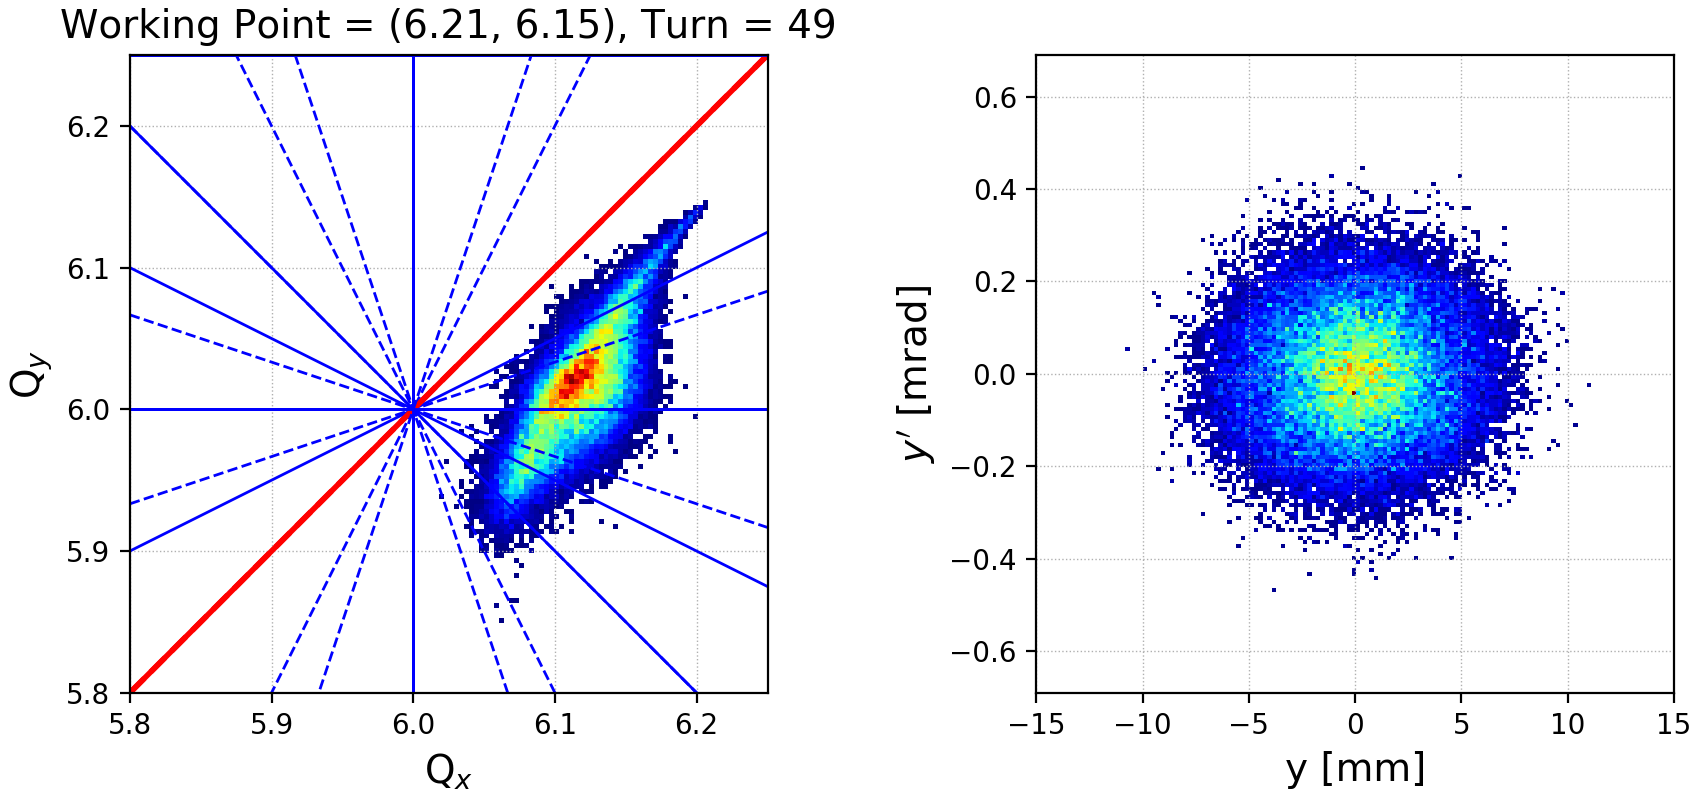 Working Point = (6.21, 6.15), Turn = 49
6.2
6.1
6.0
5.9
5.8
Q_y
5.8 5.9 6.0 6.1 6.2
Q_x
0.6
0.4
0.2
0.0
−0.2
−0.4
−0.6
y′ [mrad]
−15 −10 −5 0 5 10 15
y [mm]